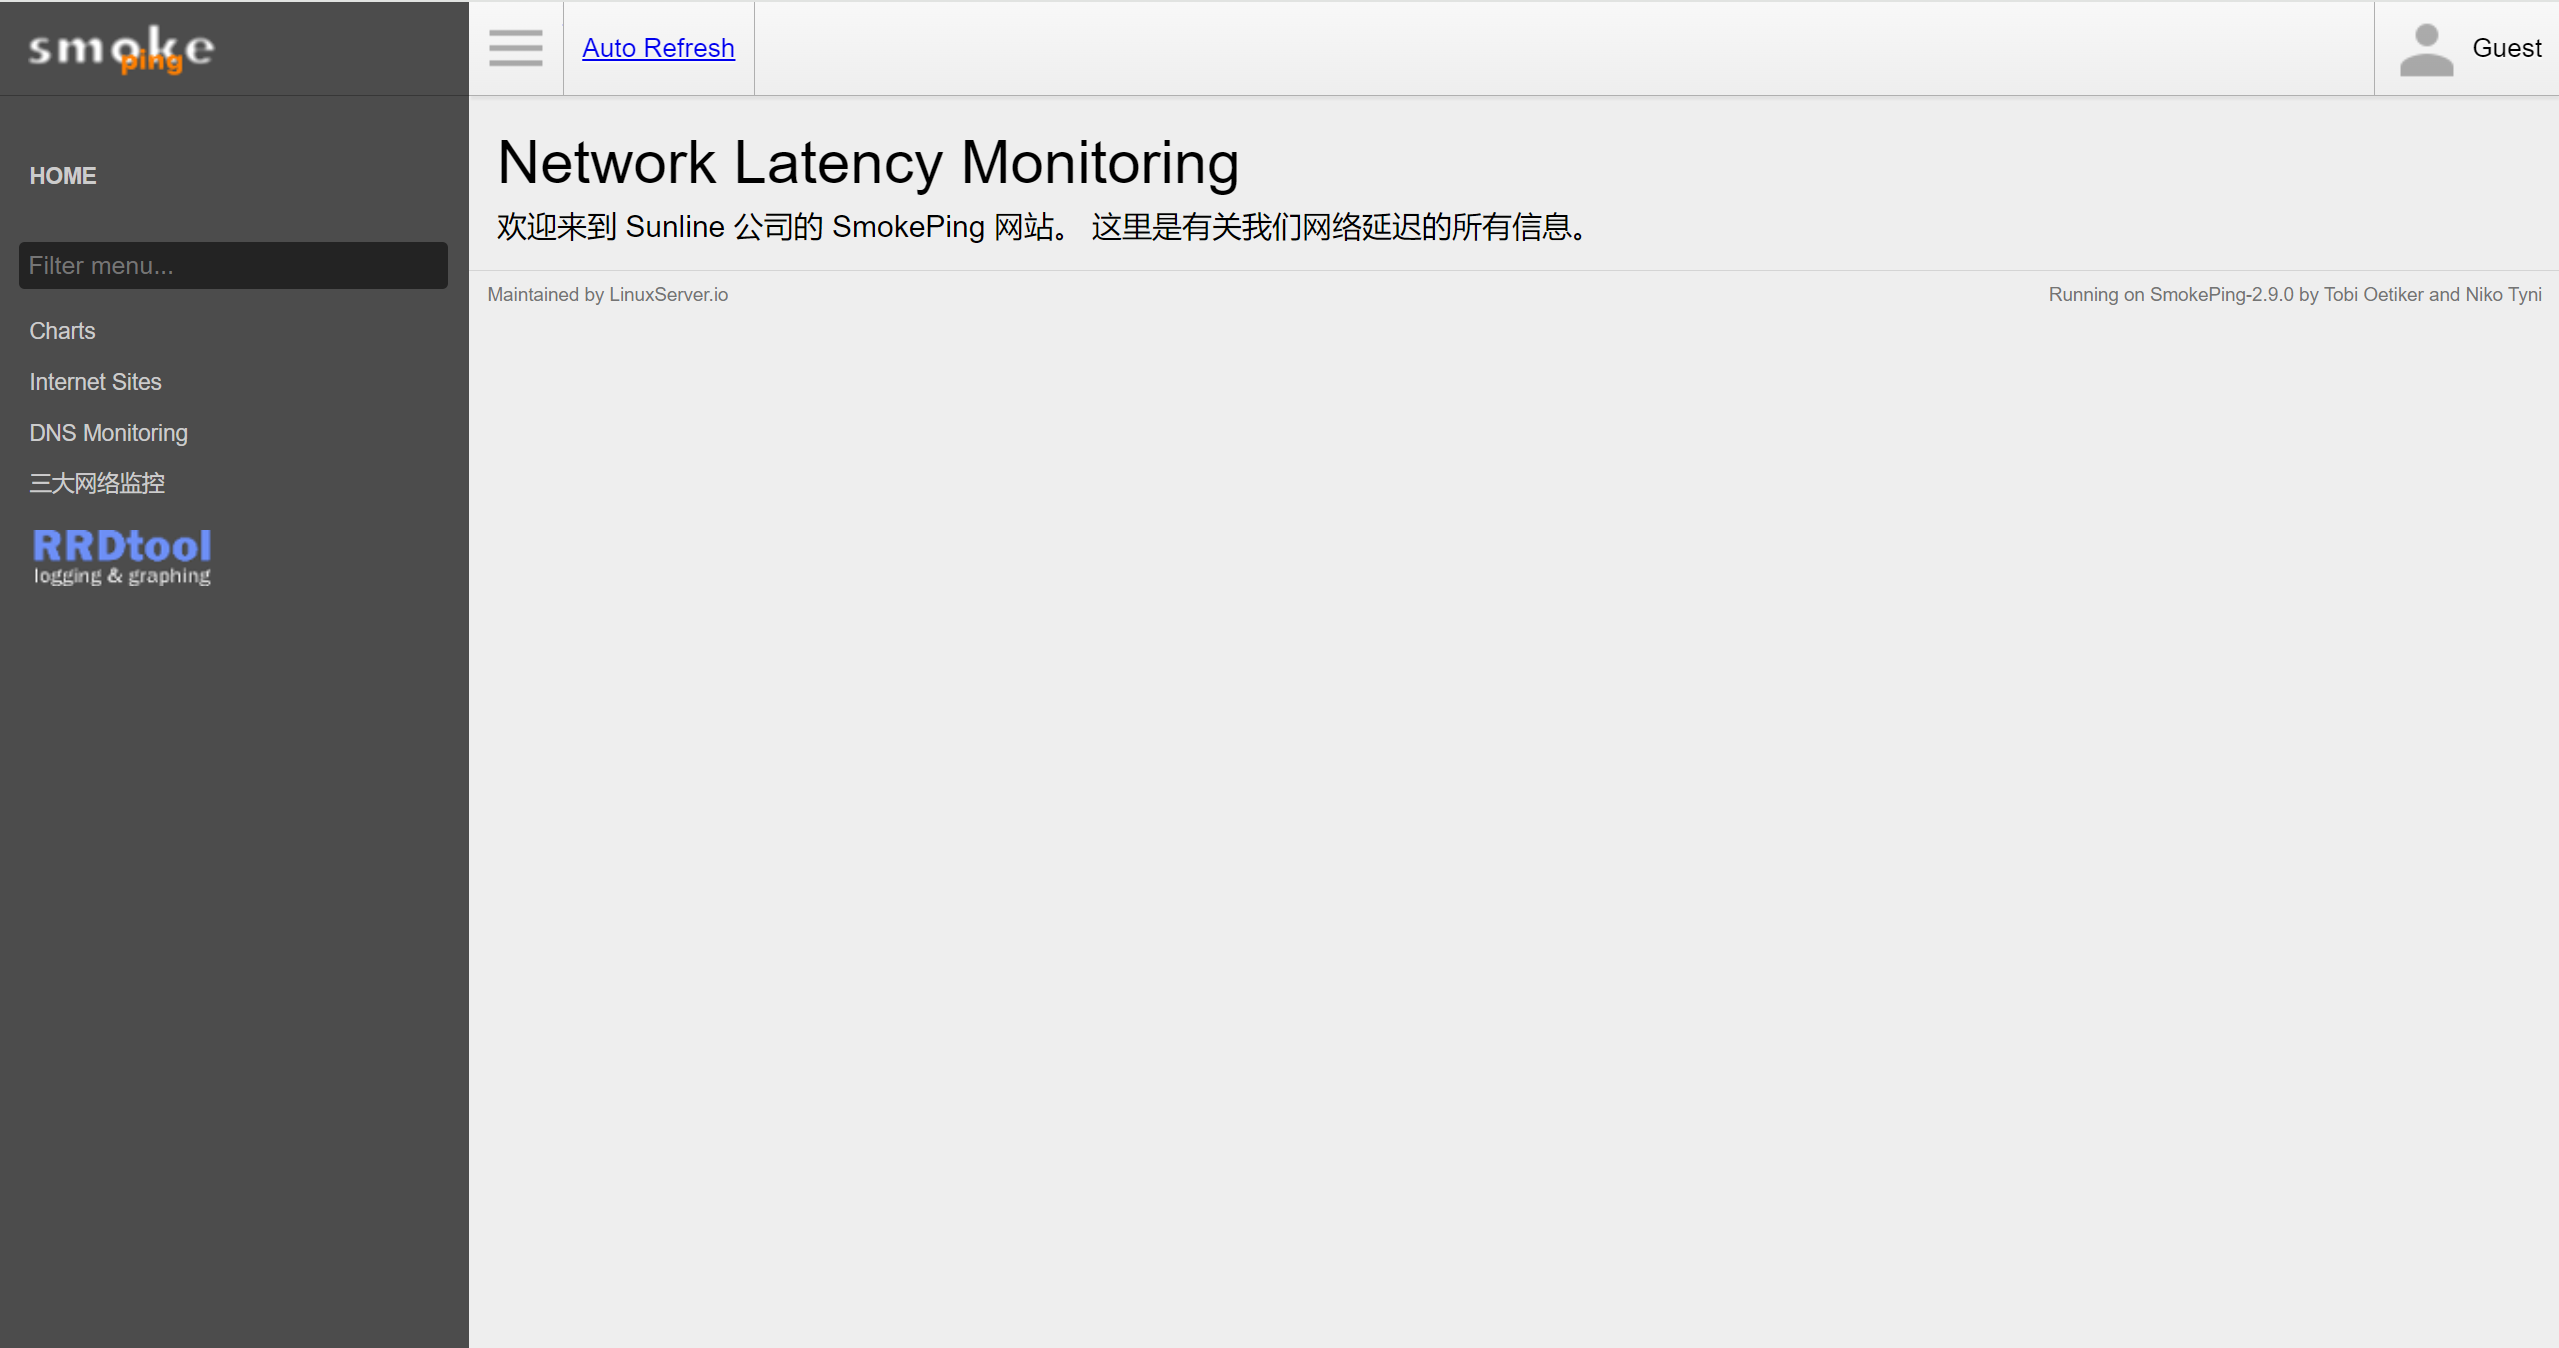 smoke
ping
Auto Refresh
Guest
HOME
Filter menu...
Charts
Internet Sites
DNS Monitoring
三大网络监控
RRDtool
logging & graphing
Network Latency Monitoring
欢迎来到 Sunline 公司的 SmokePing 网站。 这里是有关我们网络延迟的所有信息。
Maintained by LinuxServer.io
Running on SmokePing-2.9.0 by Tobi Oetiker and Niko Tyni